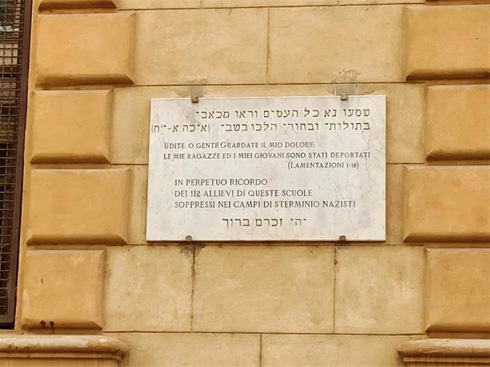 שמעו נא כל העמים וראו מכאבי
בתולותי ובחורי הלכו בשבי (איכה א-יח)
UDITE, O GENTI! GUARDATE IL MIO DOLORE:
LE MIE RAGAZZE ED I MIEI GIOVANI SONO STATI DEPORTATI
(LAMENTAZIONI 1-18)
IN PERPETUO RICORDO
DEI 112 ALLIEVI DI QUESTE SCUOLE
SOPPRESSI NEI CAMPI DI STERMINIO NAZISTI
יהי זכרם ברוך